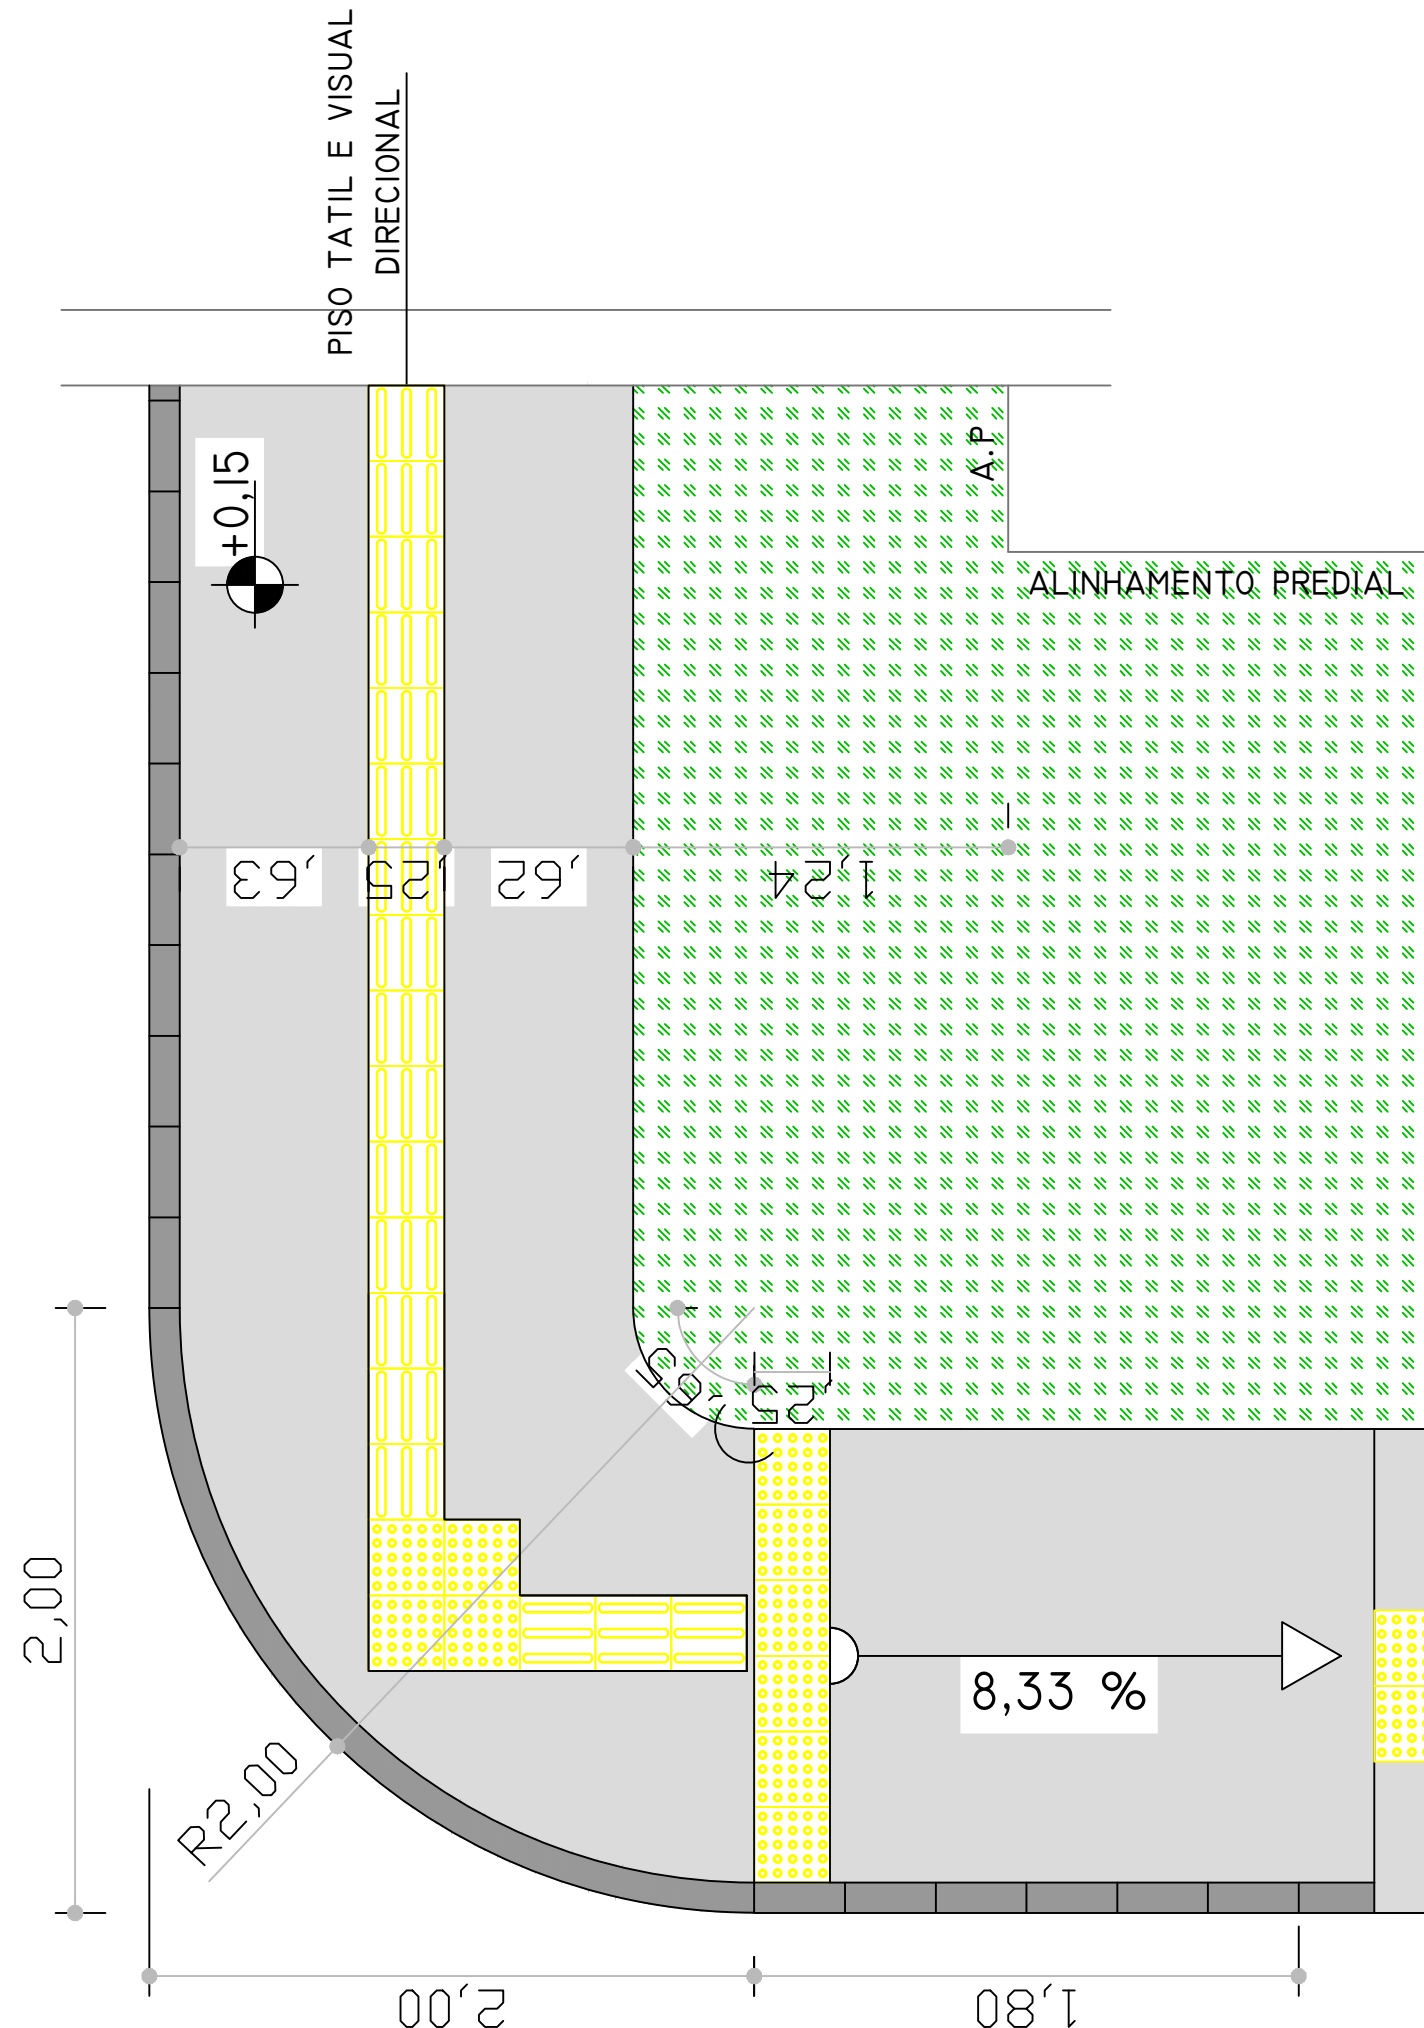 PISO TATIL E VISUAL
DIRECIONAL
+0,15
A.P
ALINHAMENTO PREDIAL
,63
,25
,62
1,24
,25
2,00
8,33 %
R2,00
2,00
1,80